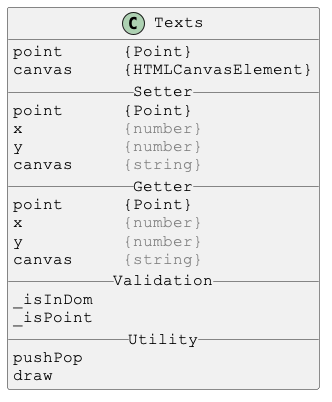 C Texts
point {Point}
canvas {HTMLCanvasElement}
Setter
point {Point}
x {number}
y {number}
canvas {string}
Getter
point {Point}
x {number}
y {number}
canvas {string}
Validation
_isInDom
_isPoint
Utility
pushPop
draw